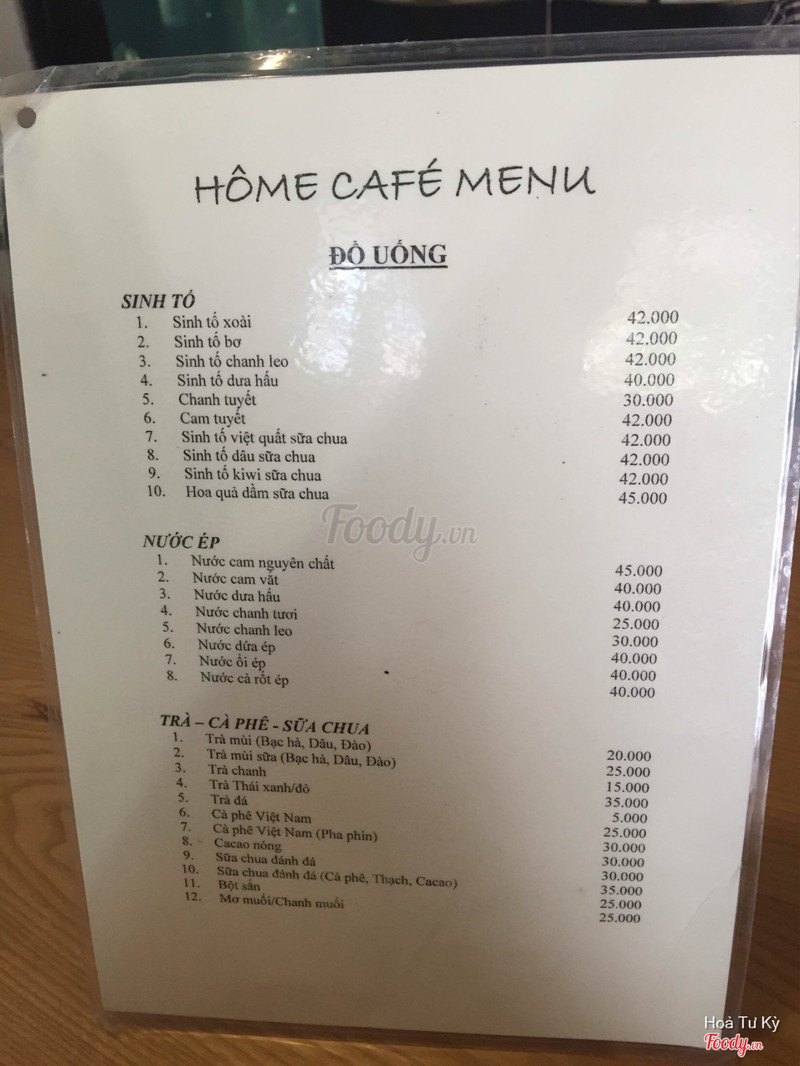 HÔME CAFÉ MENU
ĐỒ UỐNG
SINH TỐ
1. Sinh tố xoài 42.000
2. Sinh tố bơ 42.000
3. Sinh tố chanh leo 42.000
4. Sinh tố dưa hấu 40.000
5. Chanh tuyết 30.000
6. Cam tuyết 42.000
7. Sinh tố việt quất sữa chua 42.000
8. Sinh tố dâu sữa chua 42.000
9. Sinh tố kiwi sữa chua 42.000
10. Hoa quả dầm sữa chua 45.000
Foody.vn
NƯỚC ÉP
1. Nước cam nguyên chất 45.000
2. Nước cam vắt 40.000
3. Nước dưa hấu 40.000
4. Nước chanh tươi 25.000
5. Nước chanh leo 30.000
6. Nước dứa ép 40.000
7. Nước ổi ép 40.000
8. Nước cà rốt ép 40.000
TRÀ – CÀ PHÊ - SỮA CHUA
1. Trà mùi (Bạc hà, Dâu, Đào) 20.000
2. Trà mùi sữa (Bạc hà, Dâu, Đào) 25.000
3. Trà chanh 15.000
4. Trà Thái xanh/đỏ 35.000
5. Trà đá 5.000
6. Cà phê Việt Nam 25.000
7. Cà phê Việt Nam (Pha phin) 30.000
8. Cacao nóng 30.000
9. Sữa chua đánh đá 30.000
10. Sữa chua đánh đá (Cà phê, Thạch, Cacao) 35.000
11. Bột sắn 25.000
12. Mơ muối/Chanh muối 25.000
Hoả Tư Kỳ
Foody.vn